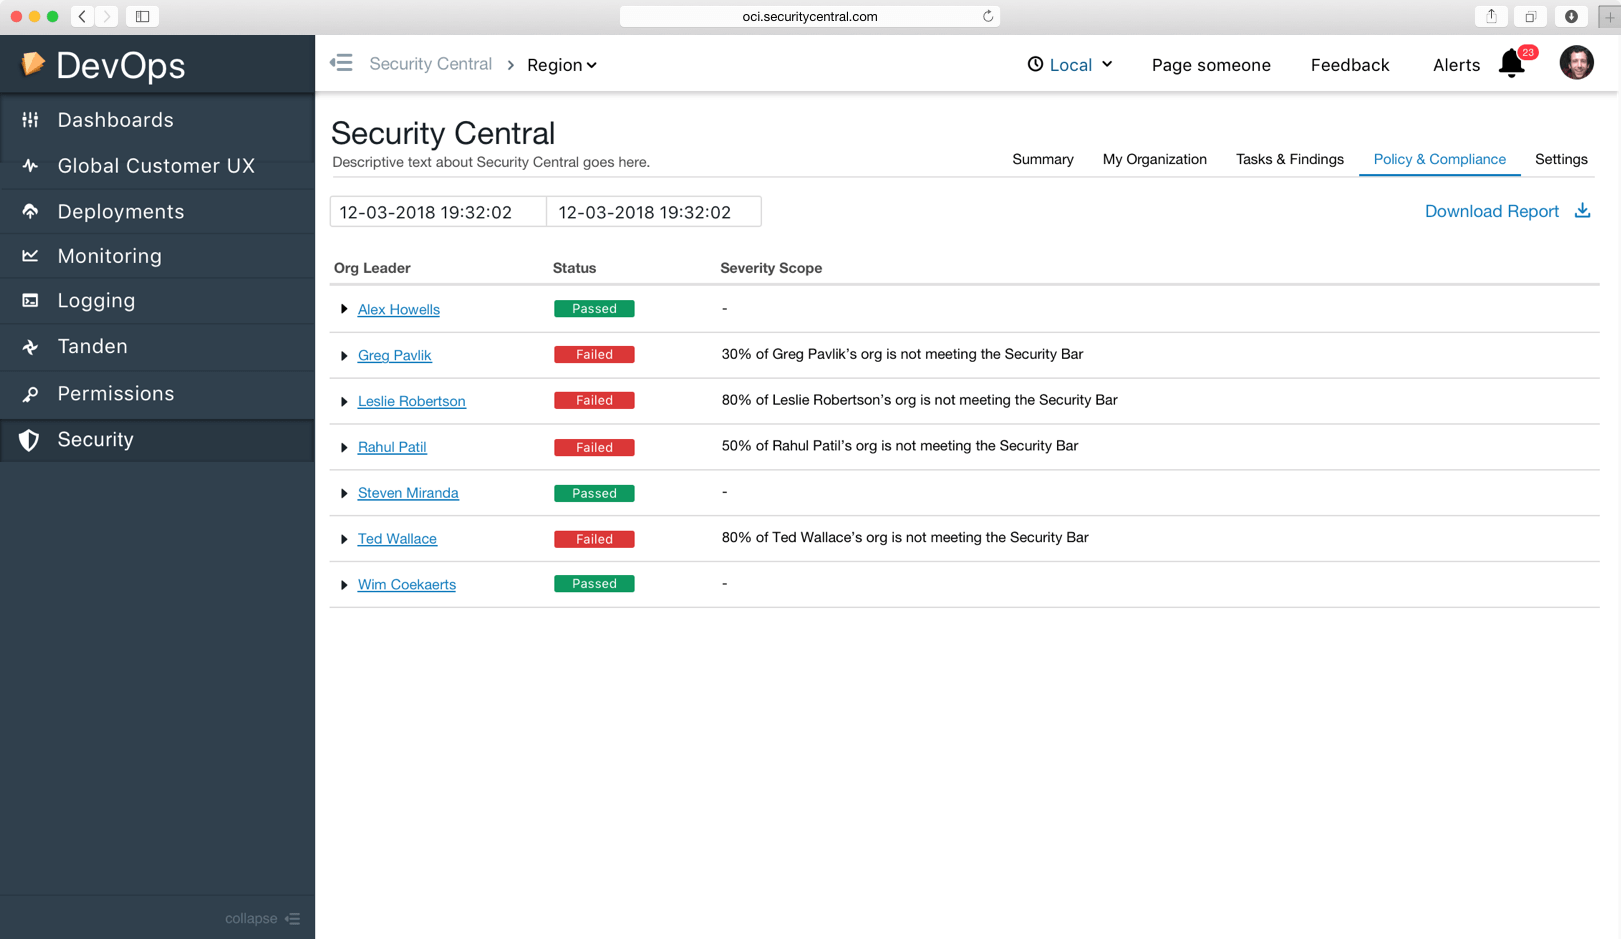 oci.securitycentral.com
DevOps
Security Central > Region
Local
Page someone
Feedback
Alerts
23
Dashboards
Global Customer UX
Deployments
Monitoring
Logging
Tanden
Permissions
Security
collapse
Security Central
Descriptive text about Security Central goes here.
Summary
My Organization
Tasks & Findings
Policy & Compliance
Settings
12-03-2018 19:32:02
12-03-2018 19:32:02
Download Report
Org Leader Status Severity Scope
Alex Howells Passed -
Greg Pavlik Failed 30% of Greg Pavlik’s org is not meeting the Security Bar
Leslie Robertson Failed 80% of Leslie Robertson’s org is not meeting the Security Bar
Rahul Patil Failed 50% of Rahul Patil’s org is not meeting the Security Bar
Steven Miranda Passed -
Ted Wallace Failed 80% of Ted Wallace’s org is not meeting the Security Bar
Wim Coekaerts Passed -